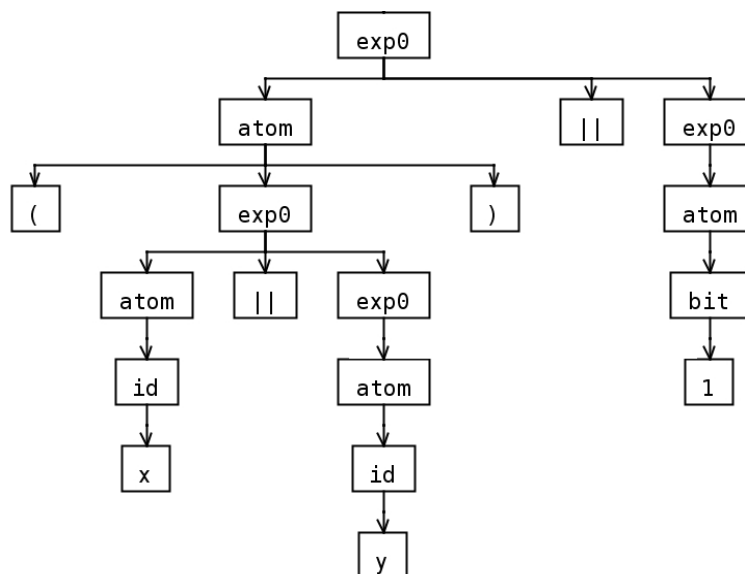 exp0
atom || exp0
( exp0 ) atom
atom || exp0 bit
id atom 1
x id
y